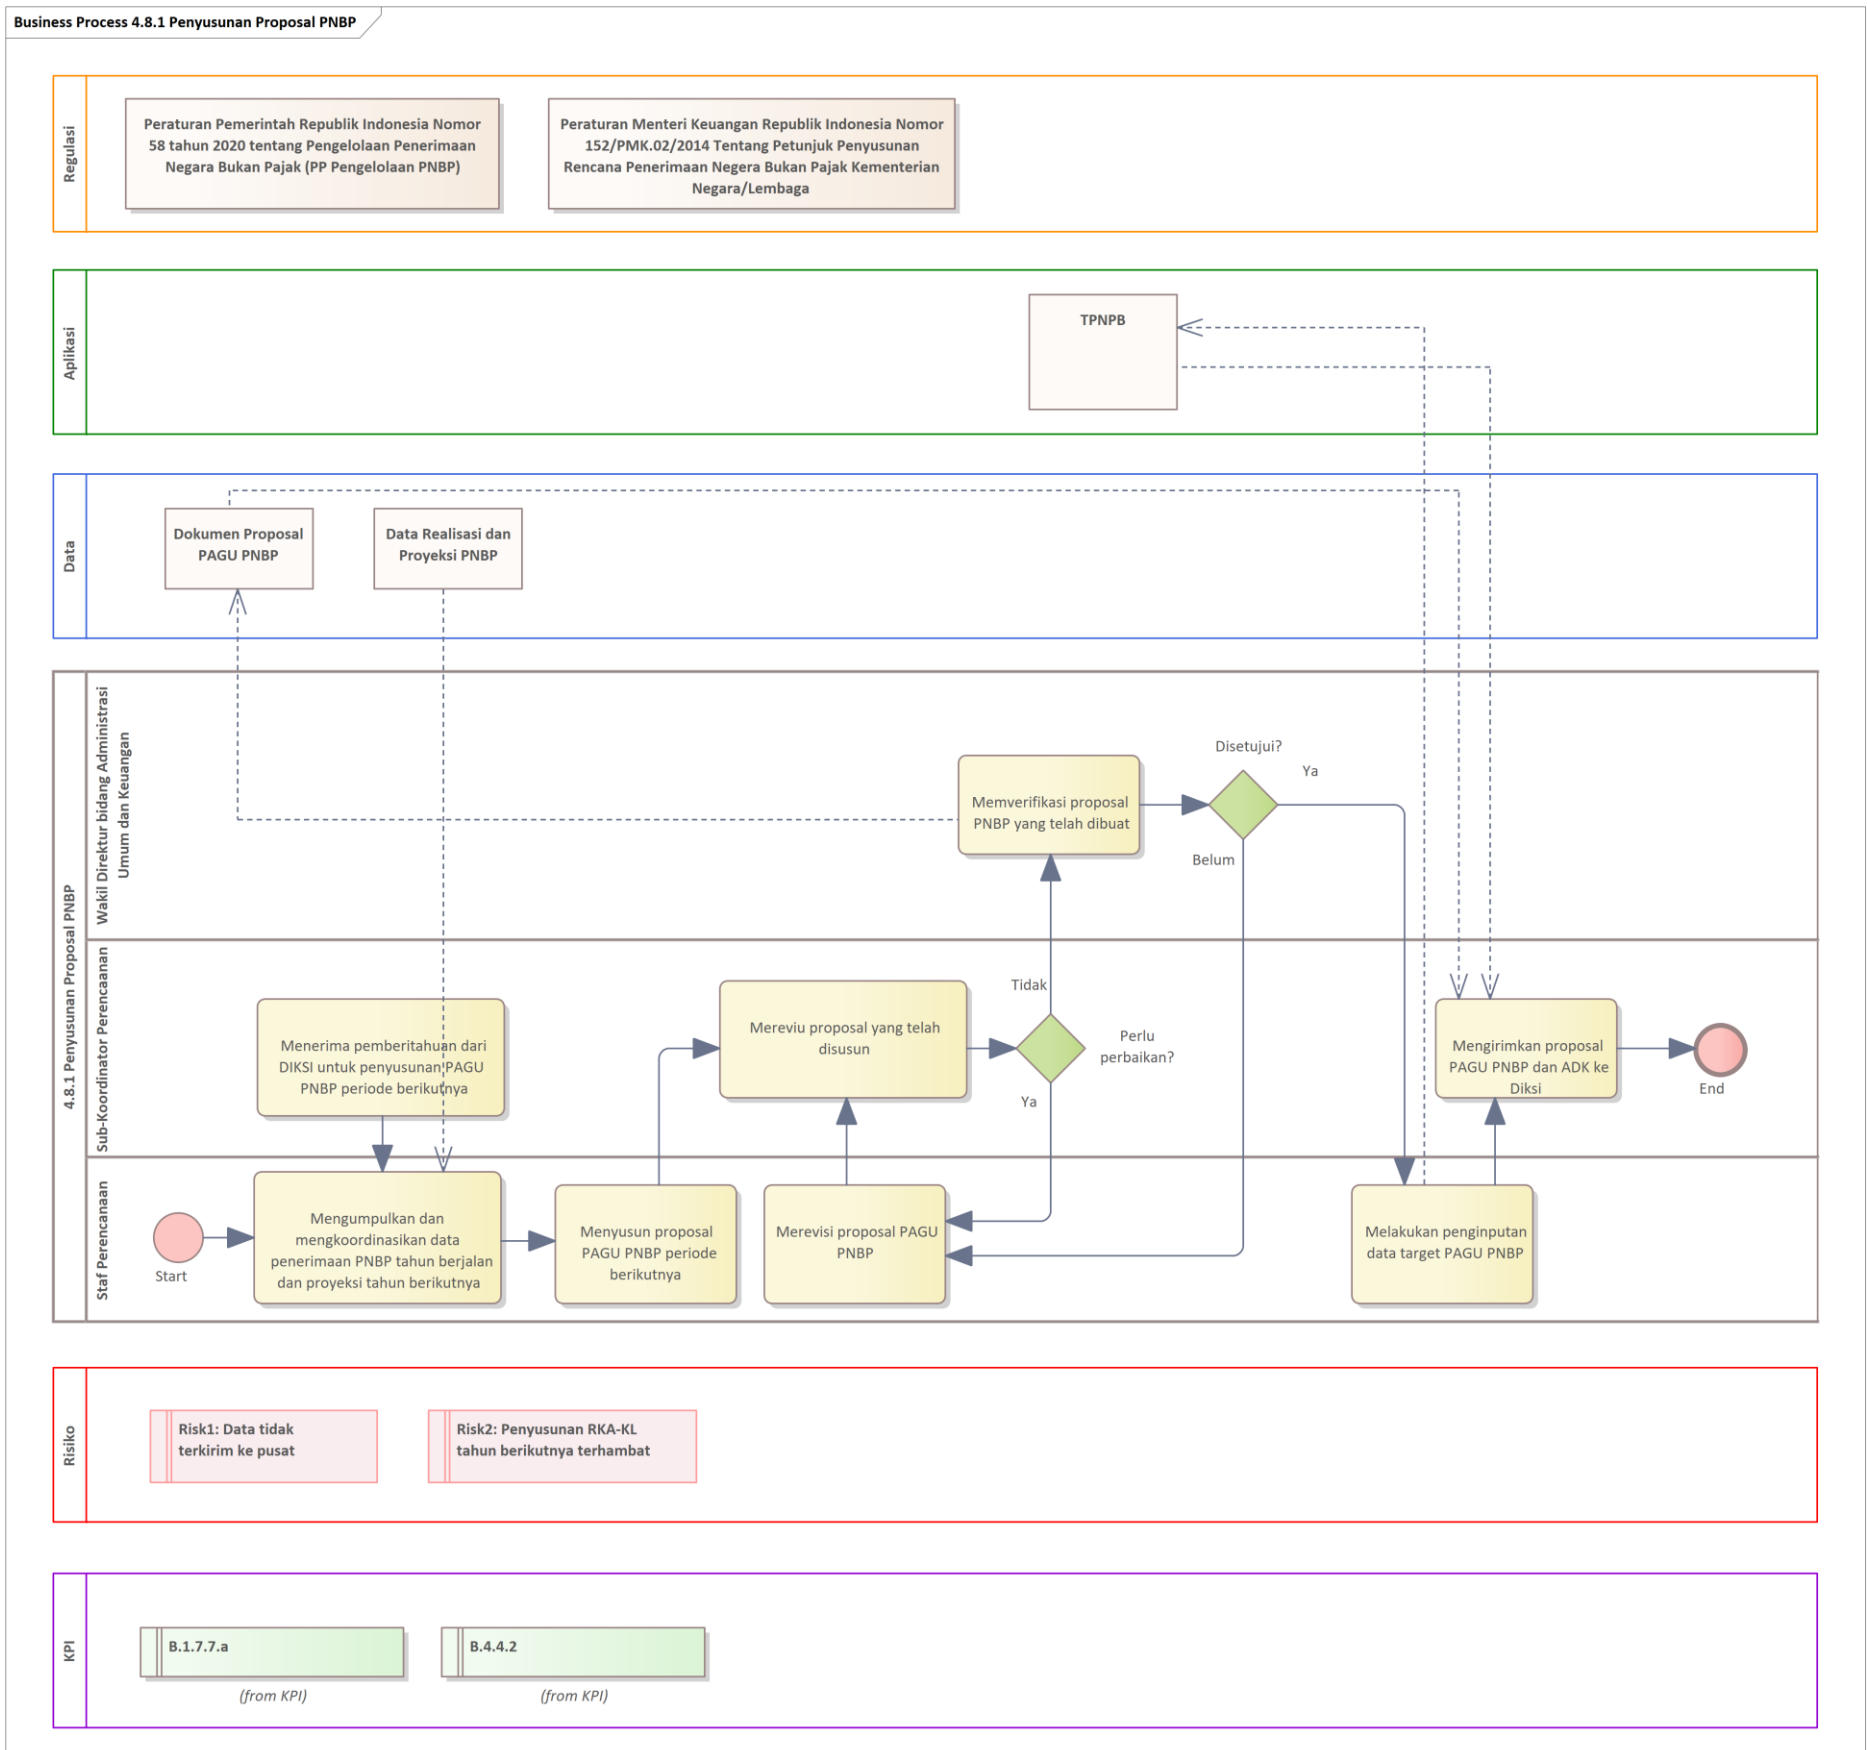 Business Process 4.8.1 Penyusunan Proposal PNBP
Regulasi
Peraturan Pemerintah Republik Indonesia Nomor
58 tahun 2020 tentang Pengelolaan Penerimaan
Negara Bukan Pajak (PP Pengelolaan PNBP)
Peraturan Menteri Keuangan Republik Indonesia Nomor
152/PMK.02/2014 Tentang Petunjuk Penyusunan
Rencana Penerimaan Negera Bukan Pajak Kementerian
Negara/Lembaga
Aplikasi
TPNPB
Data
Dokumen Proposal
PAGU PNBP
Data Realisasi dan
Proyeksi PNBP
4.8.1 Penyusunan Proposal PNBP
Wakil Direktur bidang Administrasi
Umum dan Keuangan
Memverifikasi proposal
PNBP yang telah dibuat
Disetujui?
Ya
Belum
Sub-Koordinator Perencanan
Menerima pemberitahuan dari
DIKSI untuk penyusunan PAGU
PNBP periode berikutnya
Mereviu proposal yang telah
disusun
Tidak
Perlu
perbaikan?
Ya
Mengirimkan proposal
PAGU PNBP dan ADK ke
Diksi
End
Staf Perencanaan
Start
Mengumpulkan dan
mengkoordinasikan data
penerimaan PNBP tahun berjalan
dan proyeksi tahun berikutnya
Menyusun proposal
PAGU PNBP periode
berikutnya
Merevisi proposal PAGU
PNBP
Melakukan penginputan
data target PAGU PNBP
Risiko
Risk1: Data tidak
terkirim ke pusat
Risk2: Penyusunan RKA-KL
tahun berikutnya terhambat
KPI
B.1.7.7.a
(from KPI)
B.4.4.2
(from KPI)